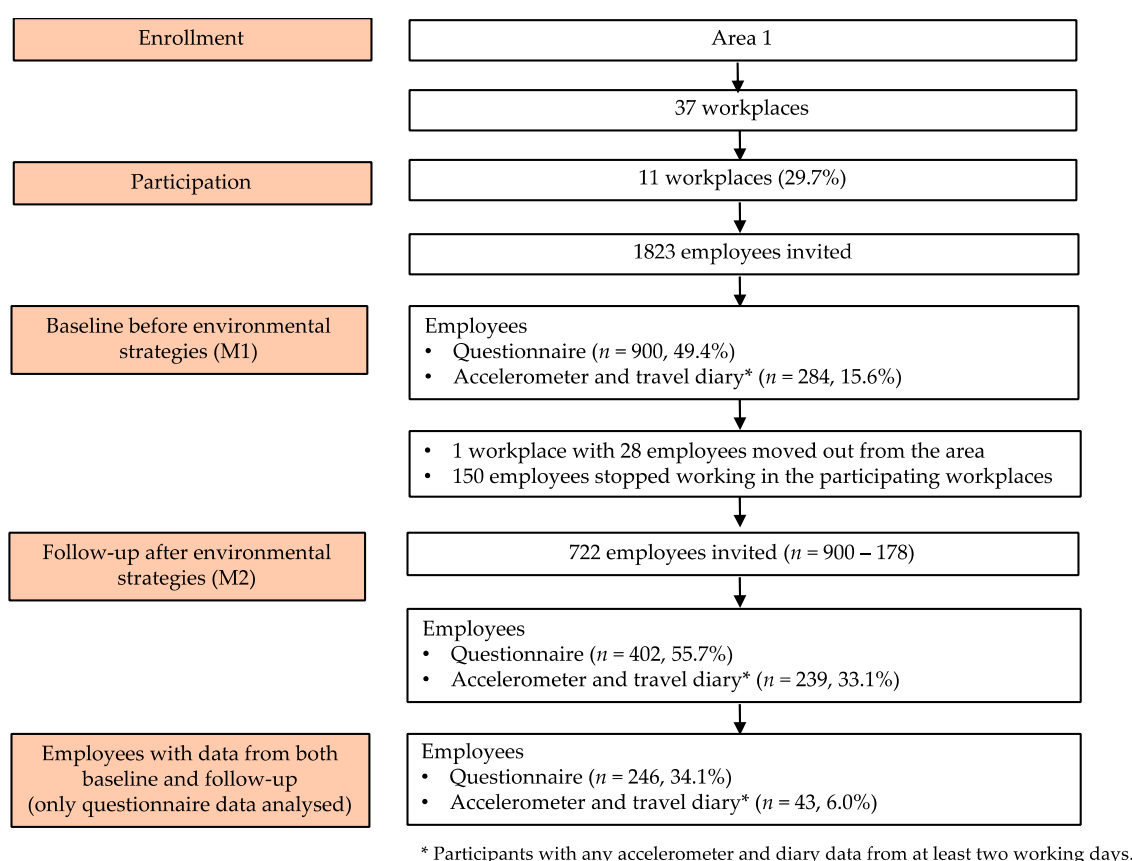 Enrollment
Area 1
37 workplaces
Participation
11 workplaces (29.7%)
1823 employees invited
Baseline before environmental
strategies (M1)
Employees
• Questionnaire (n = 900, 49.4%)
• Accelerometer and travel diary* (n = 284, 15.6%)
• 1 workplace with 28 employees moved out from the area
• 150 employees stopped working in the participating workplaces
Follow-up after environmental
strategies (M2)
722 employees invited (n = 900 – 178)
Employees
• Questionnaire (n = 402, 55.7%)
• Accelerometer and travel diary* (n = 239, 33.1%)
Employees with data from both
baseline and follow-up
(only questionnaire data analysed)
Employees
• Questionnaire (n = 246, 34.1%)
• Accelerometer and travel diary* (n = 43, 6.0%)
* Participants with any accelerometer and diary data from at least two working days.